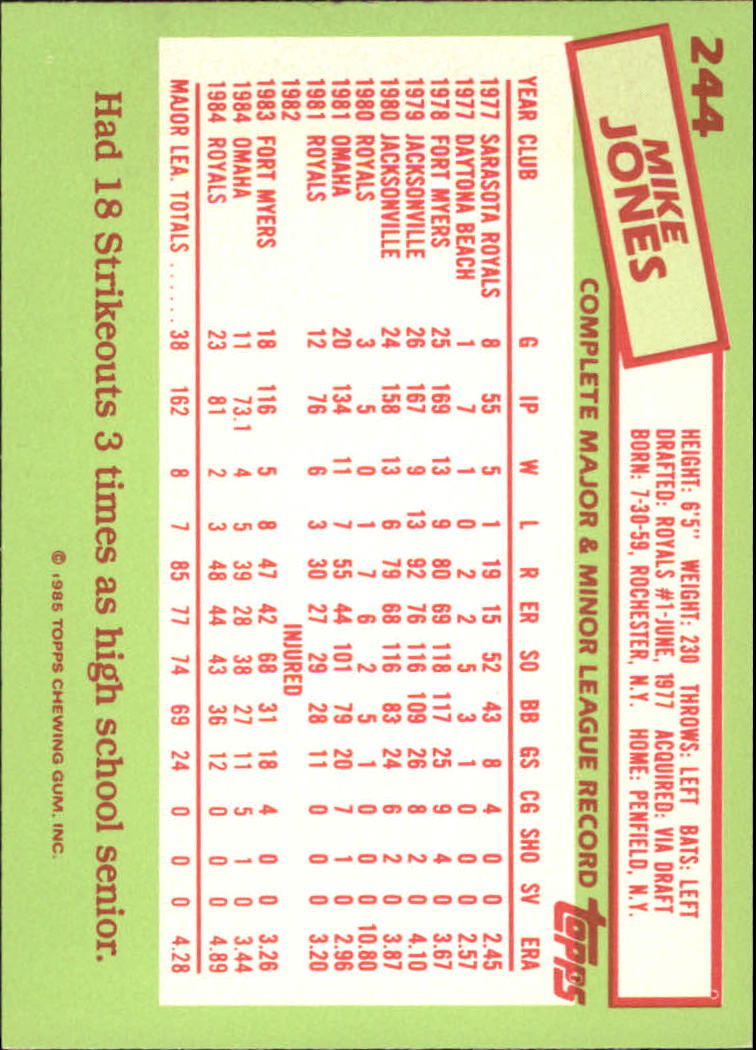 244
MIKE
JONES
HEIGHT: 6'5" WEIGHT: 230 THROWS: LEFT BATS: LEFT
DRAFTED: ROYALS #1-JUNE, 1977 ACQUIRED: VIA DRAFT
BORN: 7-30-59, ROCHESTER, N.Y. HOME: PENFIELD, N.Y.
COMPLETE MAJOR & MINOR LEAGUE RECORD topps
YEAR CLUB G IP W L R ER SO BB GS CG SHO SV ERA
1977 SARASOTA ROYALS 8 55 5 1 19 15 52 43 8 4 0 0 2.45
1977 DAYTONA BEACH 1 7 1 0 2 2 5 3 1 0 0 0 2.57
1978 FORT MYERS 25 169 13 9 80 69 118 117 25 9 4 0 3.67
1979 JACKSONVILLE 26 167 9 13 92 76 116 109 26 8 2 0 4.10
1980 JACKSONVILLE 24 158 13 6 79 68 116 83 24 6 2 0 3.87
1980 ROYALS 3 5 0 1 7 6 2 5 1 0 0 0 10.80
1981 OMAHA 20 134 11 7 55 44 101 79 20 7 1 0 2.96
1981 ROYALS 12 76 6 3 30 27 29 28 11 0 0 0 3.20
1982 INJURED
1983 FORT MYERS 18 116 5 8 47 42 68 31 18 4 0 0 3.26
1984 OMAHA 11 73.1 4 5 39 28 38 27 11 5 1 0 3.44
1984 ROYALS 23 81 2 3 48 44 43 36 12 0 0 0 4.89
MAJOR LEA. TOTALS ...... 38 162 8 7 85 77 74 69 24 0 0 0 4.28
Had 18 Strikeouts 3 times as high school senior.
© 1985 TOPPS CHEWING GUM, INC.